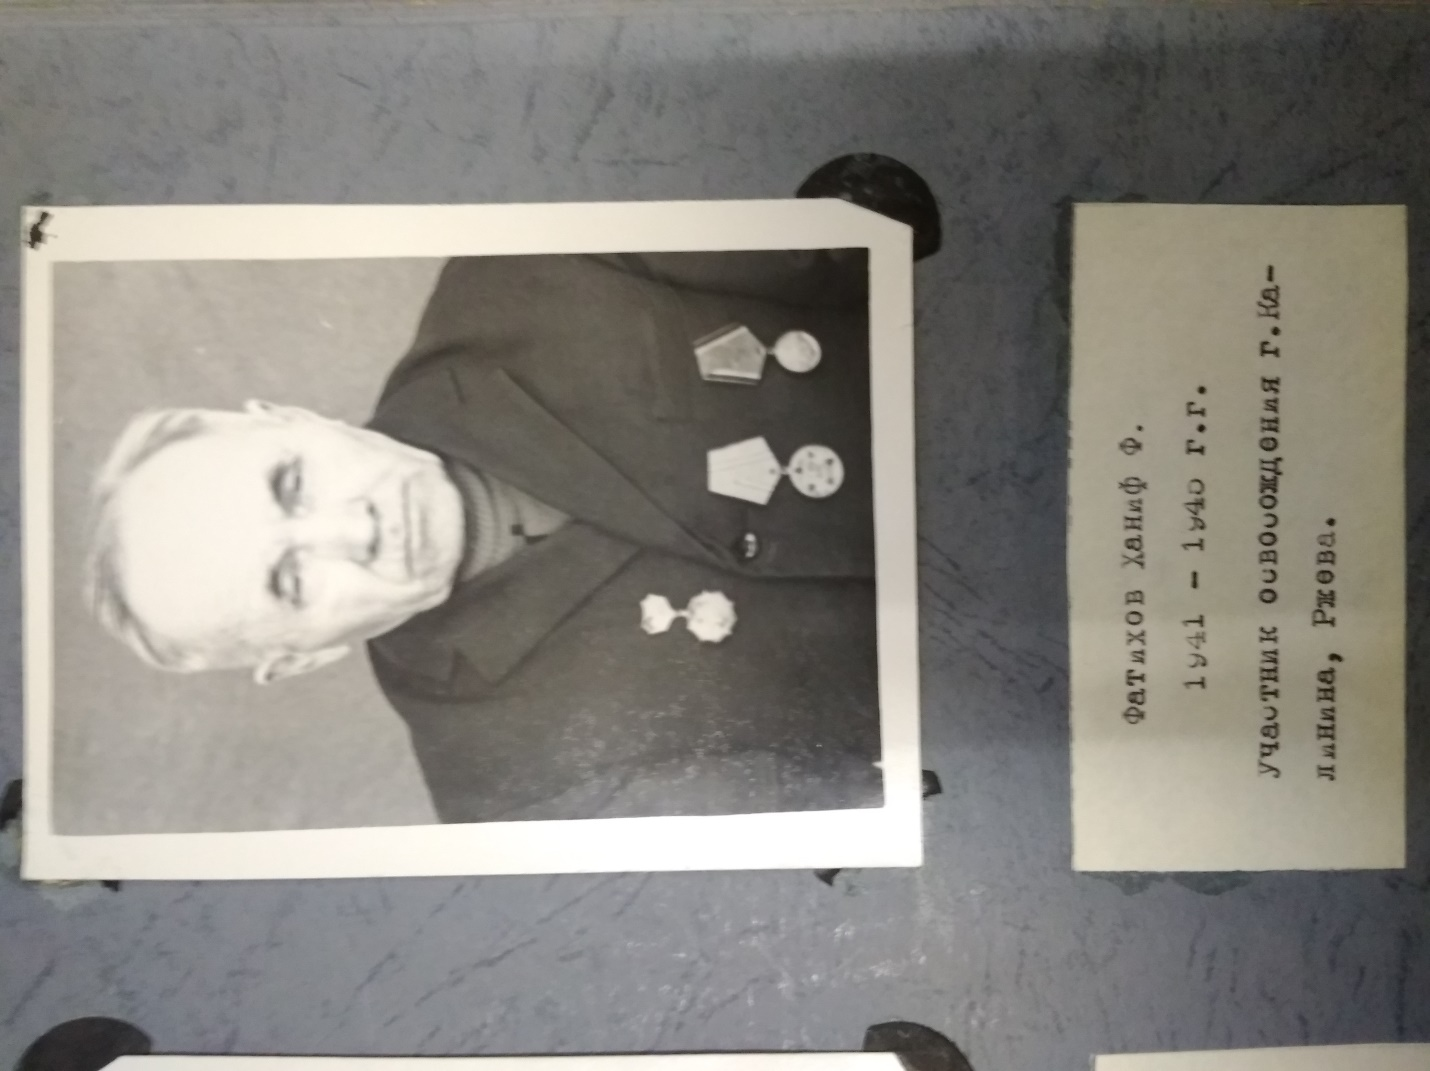 Фатихов Ханиф Ф.
1941 - 1945 г.г.
Участник освобождения г.Ка-
линина, Ржева.